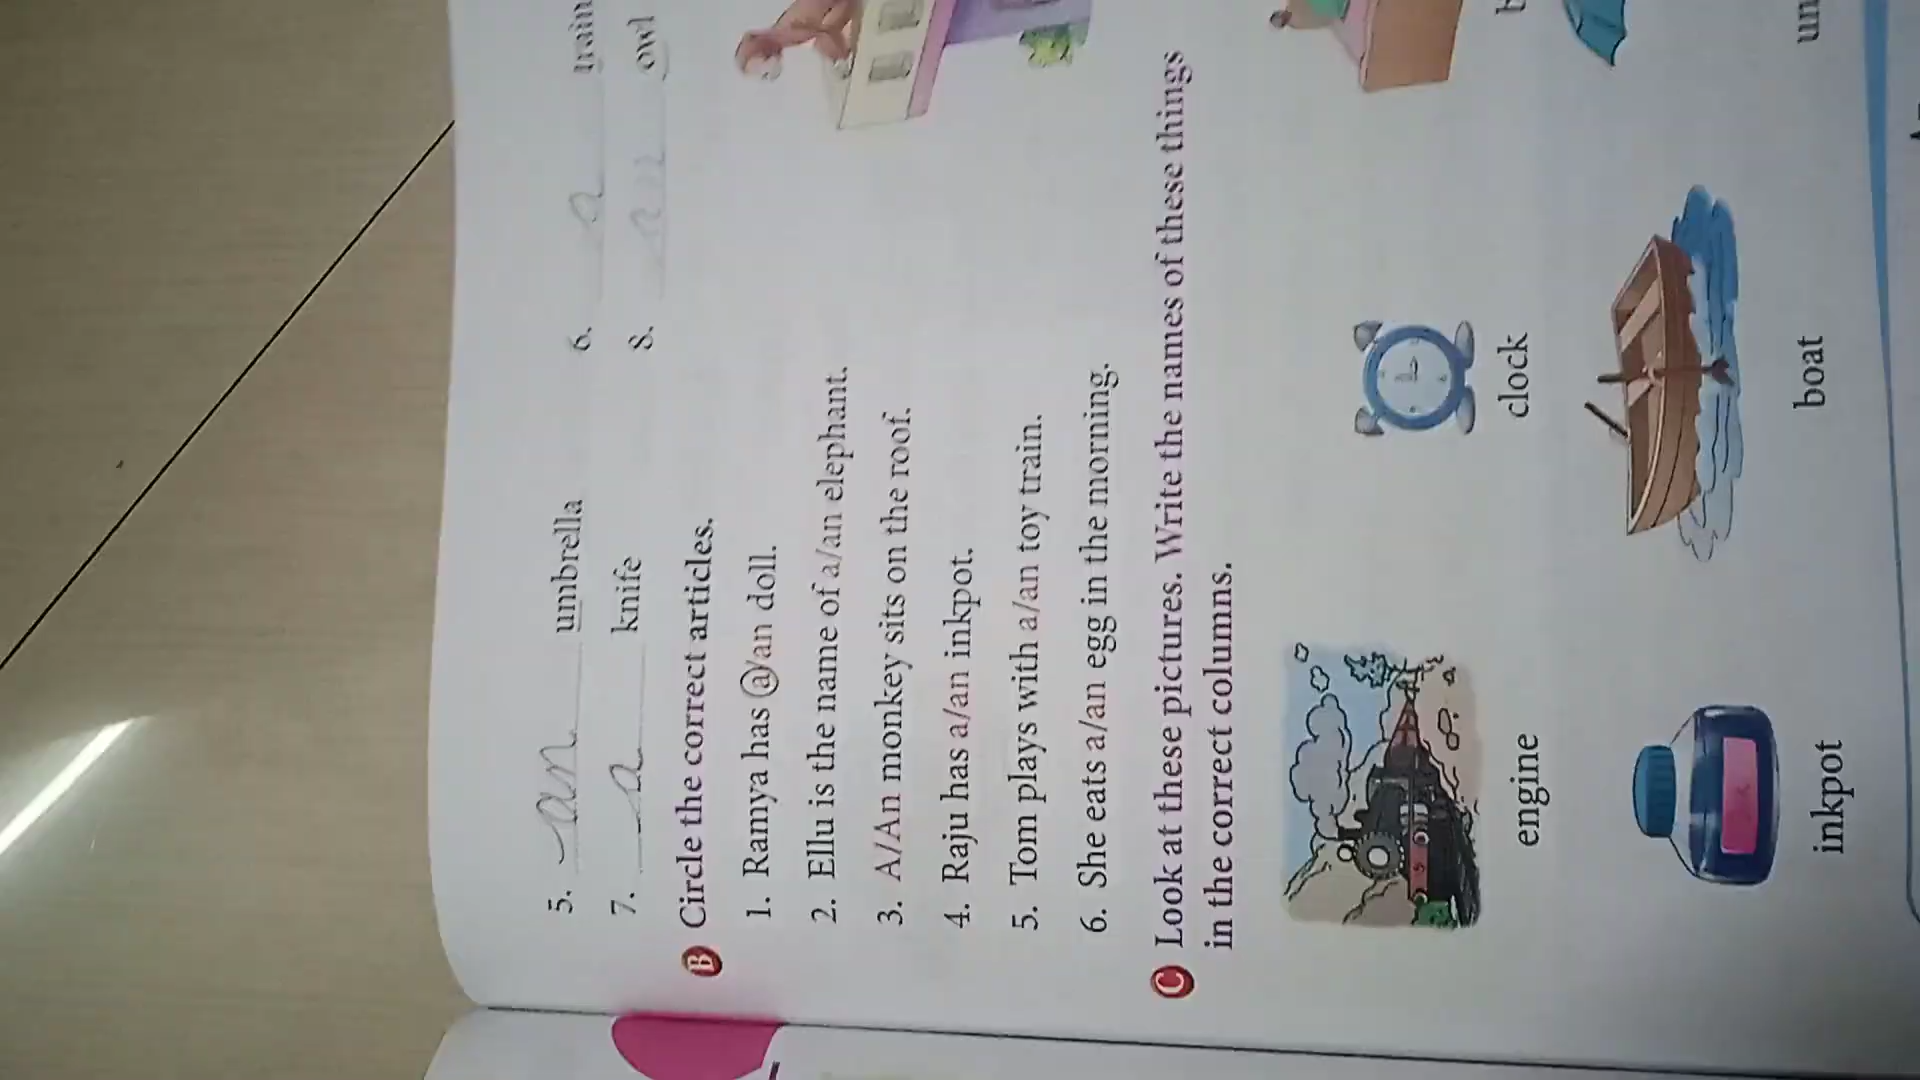 5. an umbrella 6. a train
7. a knife 8. an owl
B Circle the correct articles.
1. Ramya has a/an doll.
2. Ellu is the name of a/an elephant.
3. A/An monkey sits on the roof.
4. Raju has a/an inkpot.
5. Tom plays with a/an toy train.
6. She eats a/an egg in the morning.
C Look at these pictures. Write the names of these things
in the correct columns.
engine clock
inkpot boat